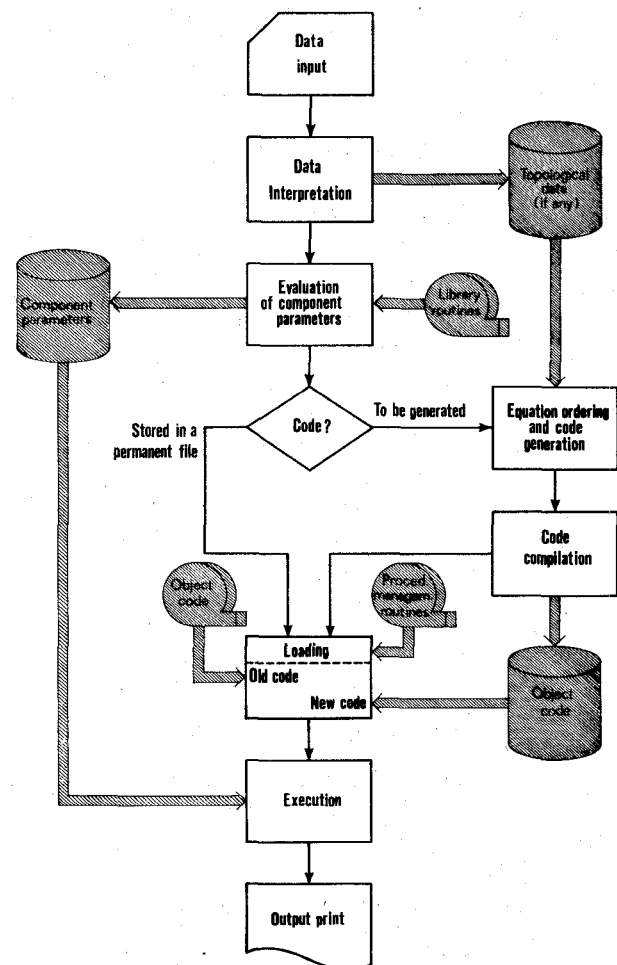 Data
input
Data
Interpretation
Topological
data
(if any)
Evaluation
of component
parameters
Library
routines
Component
parameters
Stored in a
permanent file
Code?
To be generated
Equation ordering
and code
generation
Code
compilation
Object
code
Proced
managem.
routines
Loading
Old code
New code
Object
code
Execution
Output print